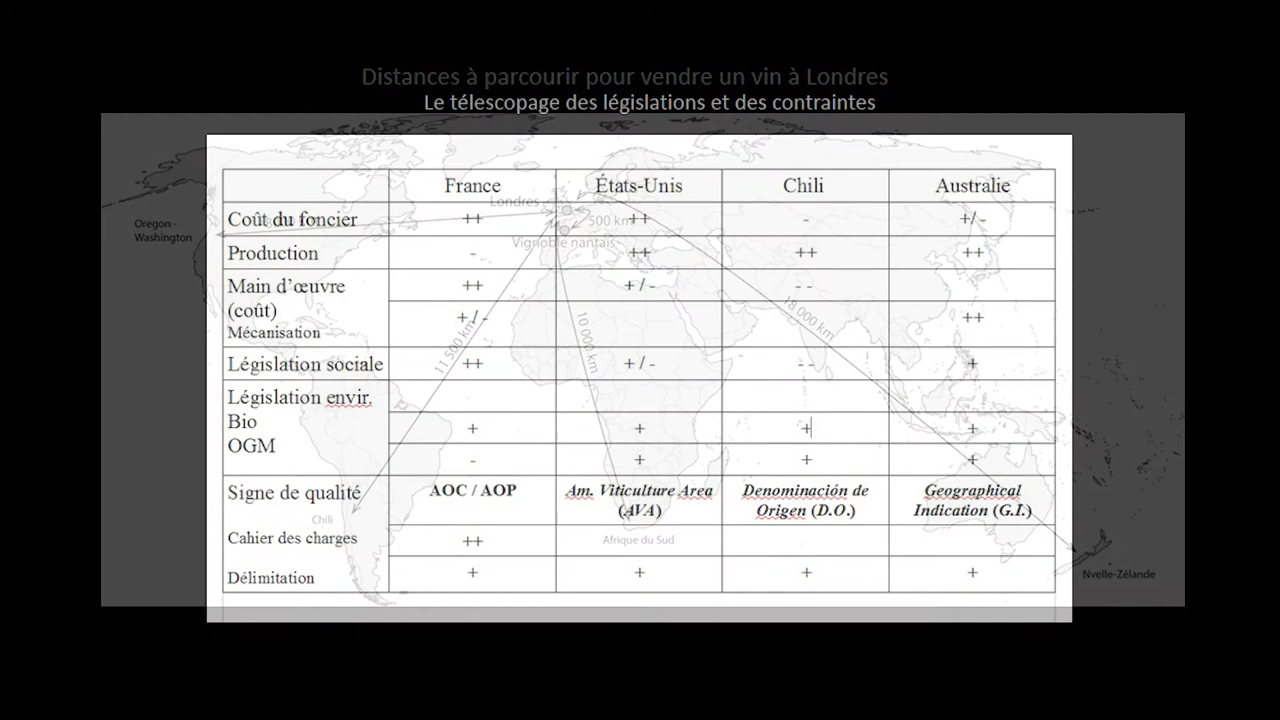 Distances à parcourir pour vendre un vin à Londres
Le télescopage des législations et des contraintes
France États-Unis Chili Australie
Coût du foncier ++ ++ - +/-
Production - ++ ++ ++
Main d’œuvre ++ +/- -- 
(coût)
Mécanisation +/- ++
Législation sociale ++ +/- -- +
Législation envir.
Bio + + + +
OGM - + + +
Signe de qualité AOC / AOP Am. Viticulture Area Denominación de Geographical
(AVA) Origen (D.O.) Indication (G.I.)
Cahier des charges ++
Délimitation + + + +
Oregon -
Washington
Londres
500 km
Vignoble nantais
11 500 km
10 000 km
18 000 km
Chili
Afrique du Sud
Nvelle-Zélande